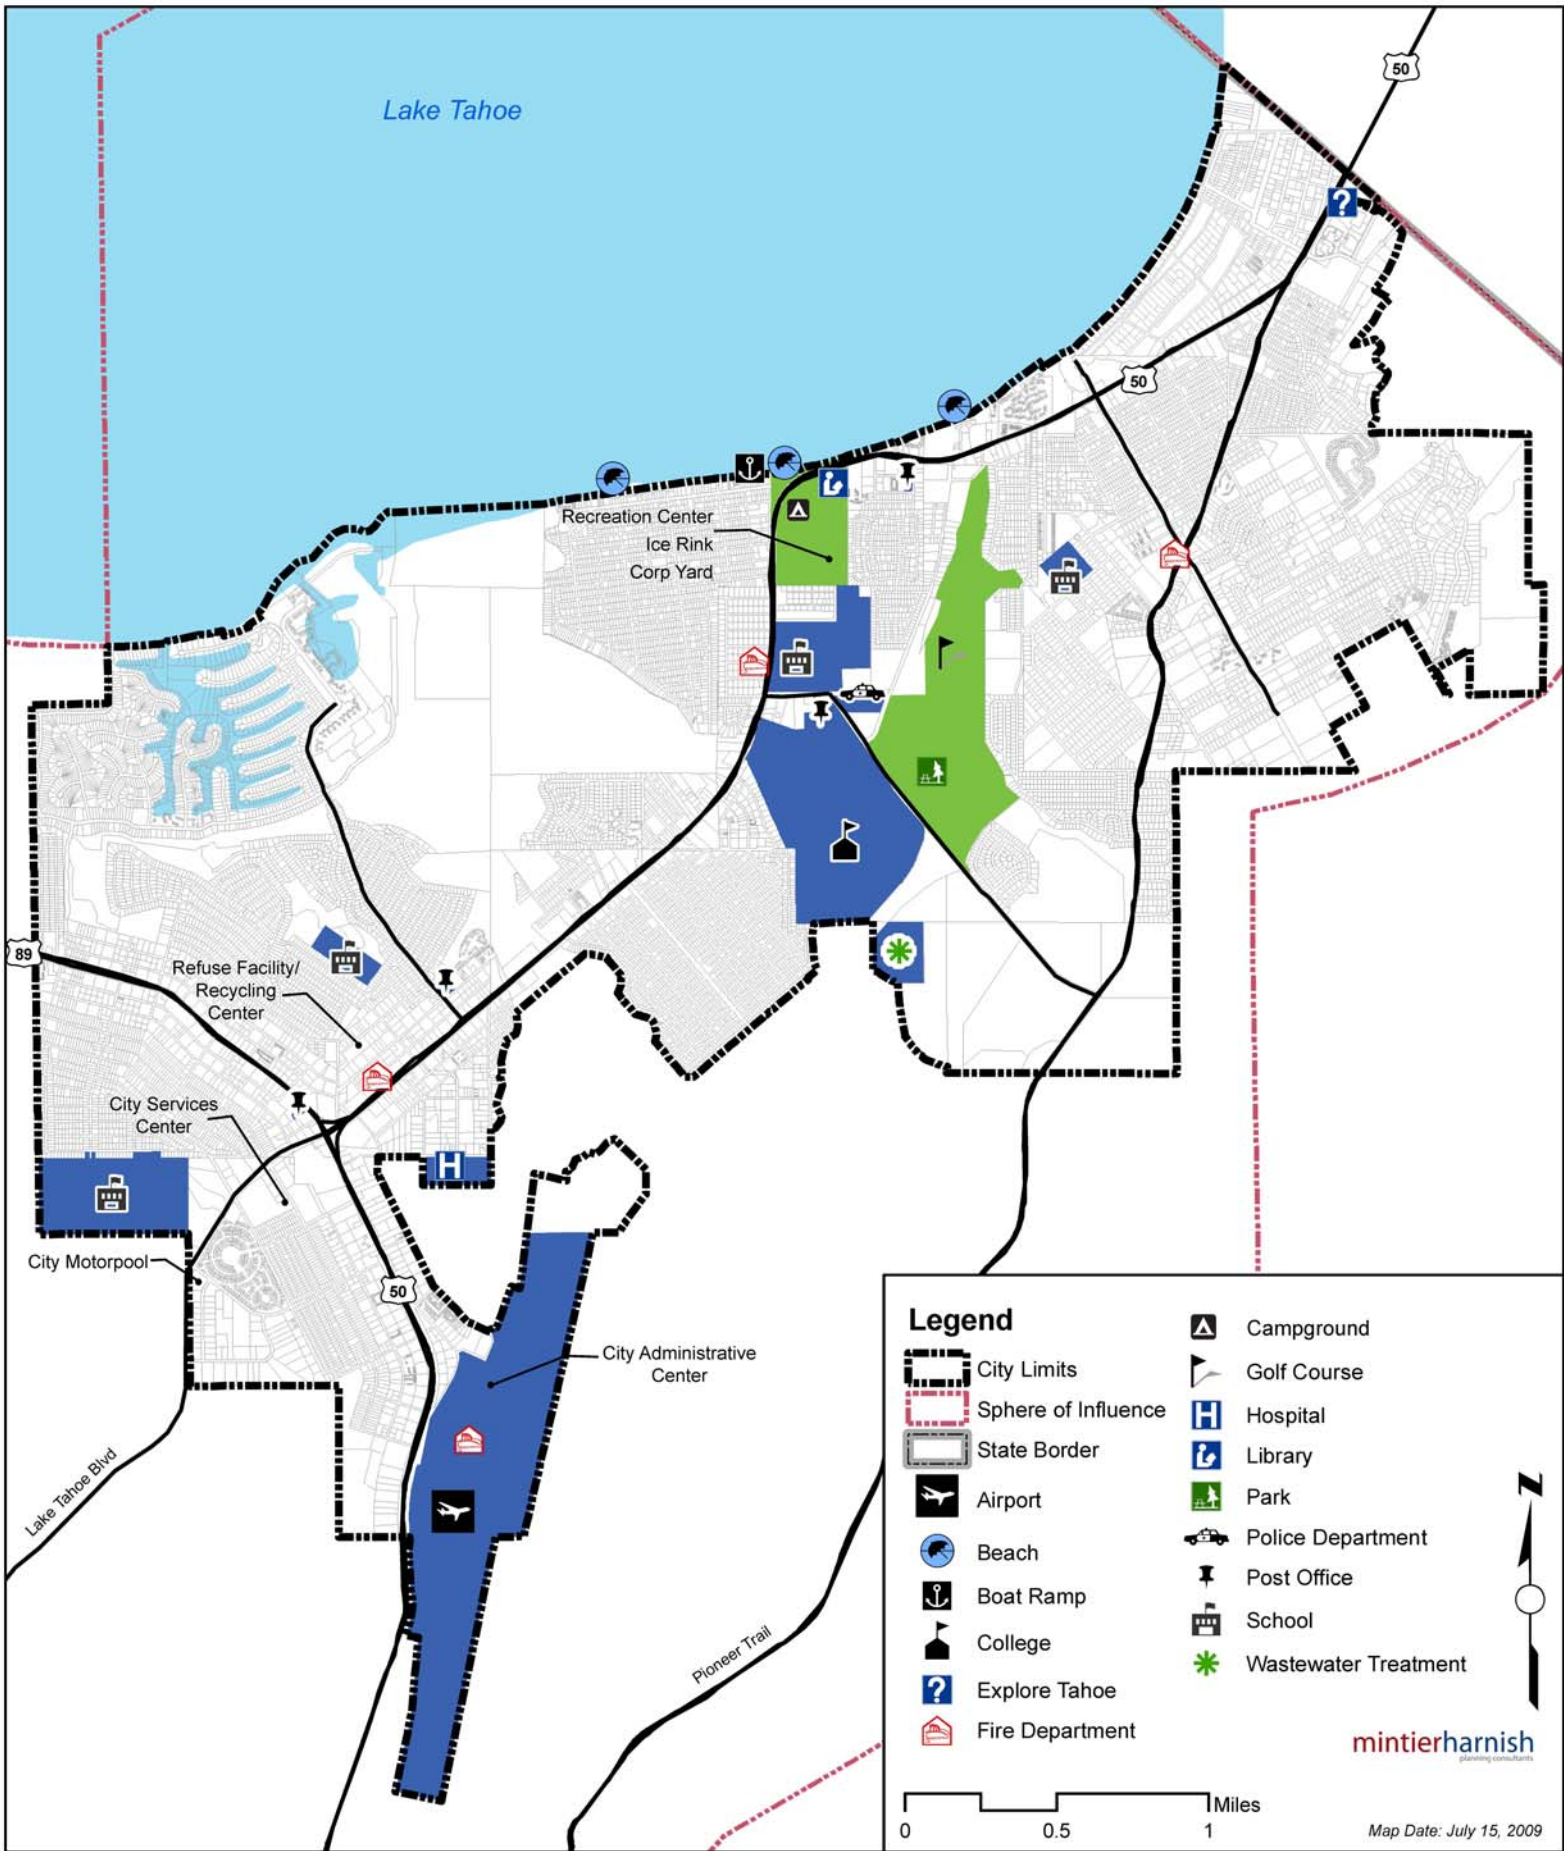 Lake Tahoe
50
?
50
Recreation Center
Ice Rink
Corp Yard
89
Refuse Facility/
Recycling
Center
City Services
Center
H
City Motorpool
50
City Administrative
Center
Lake Tahoe Blvd
Pioneer Trail
Legend
City Limits
Sphere of Influence
State Border
Airport
Beach
Boat Ramp
College
? Explore Tahoe
Fire Department
Campground
Golf Course
H Hospital
Library
Park
Police Department
Post Office
School
Wastewater Treatment
Z
mintierharnish
planning consultants
Miles
0 0.5 1
Map Date: July 15, 2009